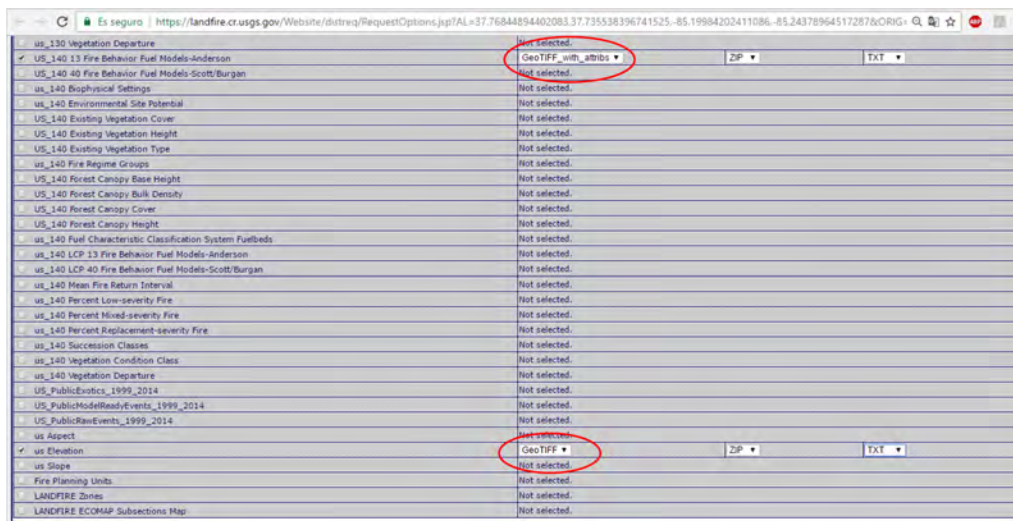 Es seguro | https://landfire.cr.usgs.gov/Website/distreq/RequestOptions.jsp?AL=37.76844894402083,37.735538396741525,-85.19984202411086,-85.24378964517287&ORIG=
us_130 Vegetation Departure Not selected.
US_140 13 Fire Behavior Fuel Models-Anderson GeoTIFF_with_attribs ZIP TXT
US_140 40 Fire Behavior Fuel Models-Scott/Burgan Not selected.
us_140 Biophysical Settings Not selected.
us_140 Environmental Site Potential Not selected.
US_140 Existing Vegetation Cover Not selected.
US_140 Existing Vegetation Height Not selected.
US_140 Existing Vegetation Type Not selected.
us_140 Fire Regime Groups Not selected.
US_140 Forest Canopy Base Height Not selected.
US_140 Forest Canopy Bulk Density Not selected.
US_140 Forest Canopy Cover Not selected.
US_140 Forest Canopy Height Not selected.
us_140 Fuel Characteristic Classification System Fuelbeds Not selected.
us_140 LCP 13 Fire Behavior Fuel Models-Anderson Not selected.
us_140 LCP 40 Fire Behavior Fuel Models-Scott/Burgan Not selected.
us_140 Mean Fire Return Interval Not selected.
us_140 Percent Low-severity Fire Not selected.
us_140 Percent Mixed-severity Fire Not selected.
us_140 Percent Replacement-severity Fire Not selected.
us_140 Succession Classes Not selected.
us_140 Vegetation Condition Class Not selected.
us_140 Vegetation Departure Not selected.
US_PublicExotics_1999_2014 Not selected.
US_PublicModelReadyEvents_1999_2014 Not selected.
US_PublicRawEvents_1999_2014 Not selected.
us Aspect Not selected.
us Elevation GeoTIFF ZIP TXT
us Slope Not selected.
Fire Planning Units Not selected.
LANDFIRE Zones Not selected.
LANDFIRE ECOMAP Subsections Map Not selected.